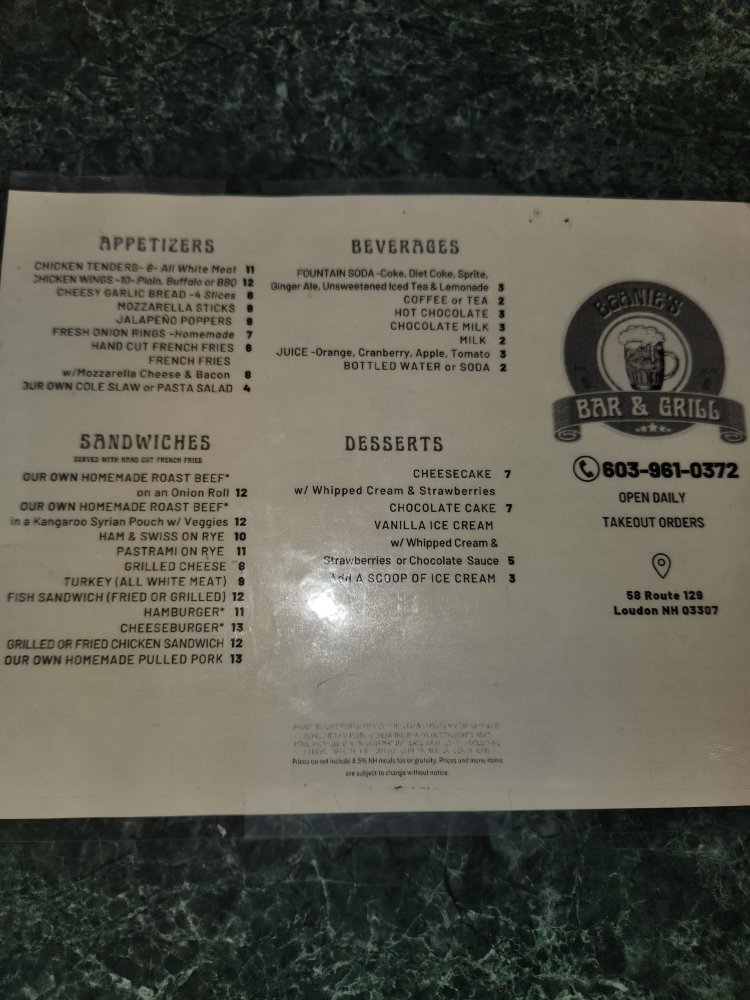 APPETIZERS
CHICKEN TENDERS- 8- All White Meat 11
CHICKEN WINGS -10- Plain, Buffalo or BBQ 12
CHEESY GARLIC BREAD -4 Slices 8
MOZZARELLA STICKS 9
JALAPEÑO POPPERS 9
FRESH ONION RINGS -Homemade 7
HAND CUT FRENCH FRIES 6
FRENCH FRIES
w/Mozzarella Cheese & Bacon 8
OUR OWN COLE SLAW or PASTA SALAD 4
SANDWICHES
SERVED WITH HAND CUT FRENCH FRIES
OUR OWN HOMEMADE ROAST BEEF*
on an Onion Roll 12
OUR OWN HOMEMADE ROAST BEEF*
in a Kangaroo Syrian Pouch w/ Veggies 12
HAM & SWISS ON RYE 10
PASTRAMI ON RYE 11
GRILLED CHEESE 8
TURKEY (ALL WHITE MEAT) 9
FISH SANDWICH (FRIED OR GRILLED) 12
HAMBURGER* 11
CHEESEBURGER* 13
GRILLED OR FRIED CHICKEN SANDWICH 12
OUR OWN HOMEMADE PULLED PORK 13
BEVERAGES
FOUNTAIN SODA -Coke, Diet Coke, Sprite,
Ginger Ale, Unsweetened Iced Tea & Lemonade 3
COFFEE or TEA 2
HOT CHOCOLATE 3
CHOCOLATE MILK 3
MILK 2
JUICE -Orange, Cranberry, Apple, Tomato 3
BOTTLED WATER or SODA 2
DESSERTS
CHEESECAKE 7
w/ Whipped Cream & Strawberries
CHOCOLATE CAKE 7
VANILLA ICE CREAM
w/ Whipped Cream &
Strawberries or Chocolate Sauce 5
Add A SCOOP OF ICE CREAM 3
Prices do not include 8.5% NH meals tax or gratuity. Prices and menu items
are subject to change without notice.
BEANIE'S
BAR & GRILL
603-961-0372
OPEN DAILY
TAKEOUT ORDERS
58 Route 129
Loudon NH 03307